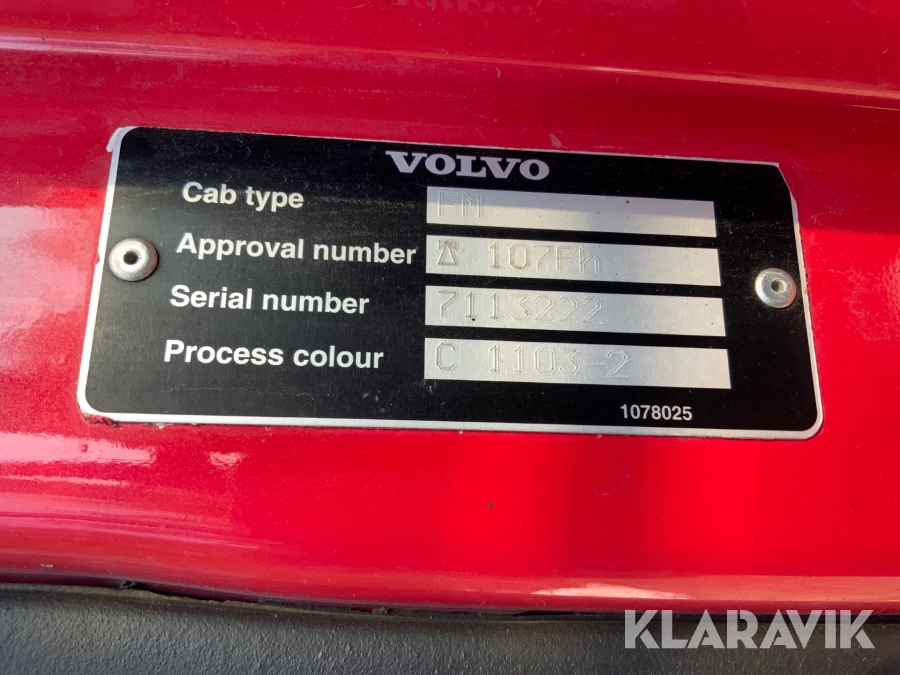 VOLVO
Cab type FM
Approval number 107Fh
Serial number 7113222
Process colour C 1103-2
1078025
KLARAVIK